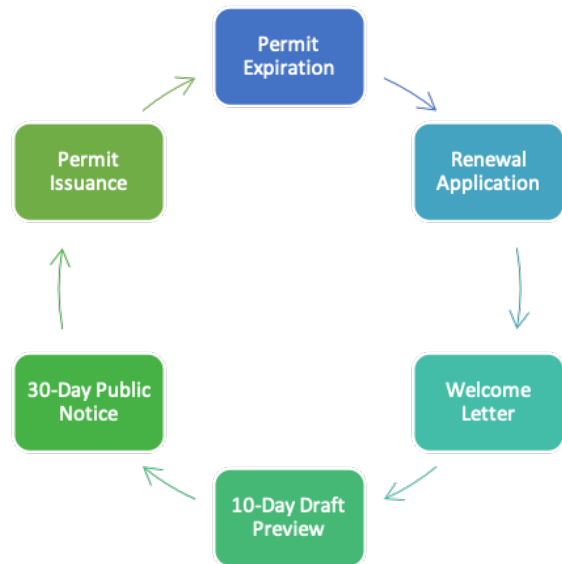 Permit
Expiration
Renewal
Application
Welcome
Letter
10-Day Draft
Preview
30-Day Public
Notice
Permit
Issuance